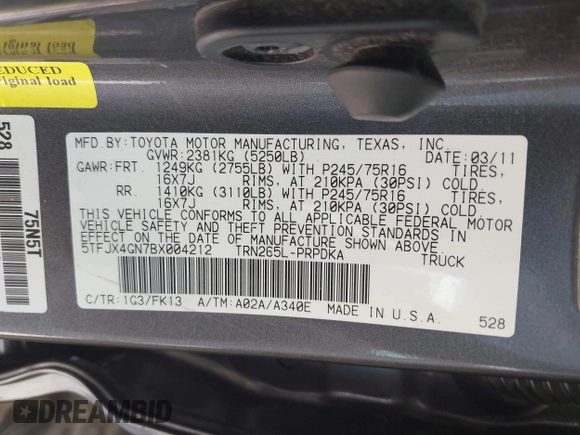 EDUCED
riginal load
528
75N5T
MFD.BY:TOYOTA MOTOR MANUFACTURING, TEXAS, INC.
GVWR:2381KG (5250LB) DATE:03/11
GAWR:FRT. 1249KG (2755LB) WITH P245/75R16 TIRES,
16X7J RIMS, AT 210KPA (30PSI) COLD
RR. 1410KG (3110LB) WITH P245/75R16 TIRES,
16X7J RIMS, AT 210KPA (30PSI) COLD
THIS VEHICLE CONFORMS TO ALL APPLICABLE FEDERAL MOTOR
VEHICLE SAFETY AND THEFT PREVENTION STANDARDS IN
EFFECT ON THE DATE OF MANUFACTURE SHOWN ABOVE.
5TFJX4GN7BX004212 TRN265L-PRPDKA TRUCK
C/TR:1G3/FK13 A/TM:A02A/A340E MADE IN U.S.A. 528
DREAMBID